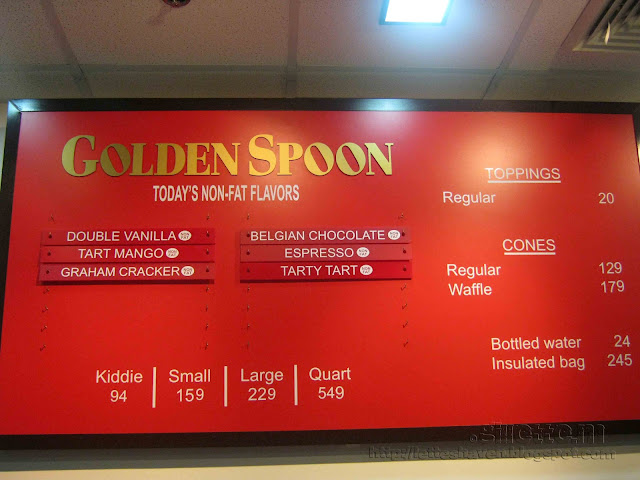 GOLDEN SPOON
TODAY'S NON-FAT FLAVORS
DOUBLE VANILLA
TART MANGO
GRAHAM CRACKER
BELGIAN CHOCOLATE
ESPRESSO
TARTY TART
Kiddie Small Large Quart
94 159 229 549
TOPPINGS
Regular 20
CONES
Regular 129
Waffle 179
Bottled water 24
Insulated bag 245